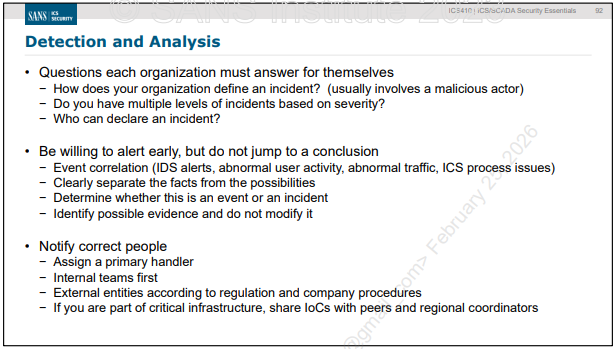 © SANS Institute 2025
SANS | ICS SECURITY
ICS410 | ICS/SCADA Security Essentials 92
Detection and Analysis
• Questions each organization must answer for themselves
− How does your organization define an incident? (usually involves a malicious actor)
− Do you have multiple levels of incidents based on severity?
− Who can declare an incident?
• Be willing to alert early, but do not jump to a conclusion
− Event correlation (IDS alerts, abnormal user activity, abnormal traffic, ICS process issues)
− Clearly separate the facts from the possibilities
− Determine whether this is an event or an incident
− Identify possible evidence and do not modify it
• Notify correct people
− Assign a primary handler
− Internal teams first
− External entities according to regulation and company procedures
− If you are part of critical infrastructure, share IoCs with peers and regional coordinators
@gmail.com> February 23, 2026